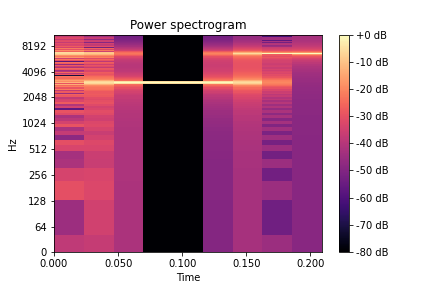 Power spectrogram
Hz
8192
4096
2048
1024
512
256
128
64
0
0.000
0.050
0.100
0.150
0.200
Time
+0 dB
-10 dB
-20 dB
-30 dB
-40 dB
-50 dB
-60 dB
-70 dB
-80 dB